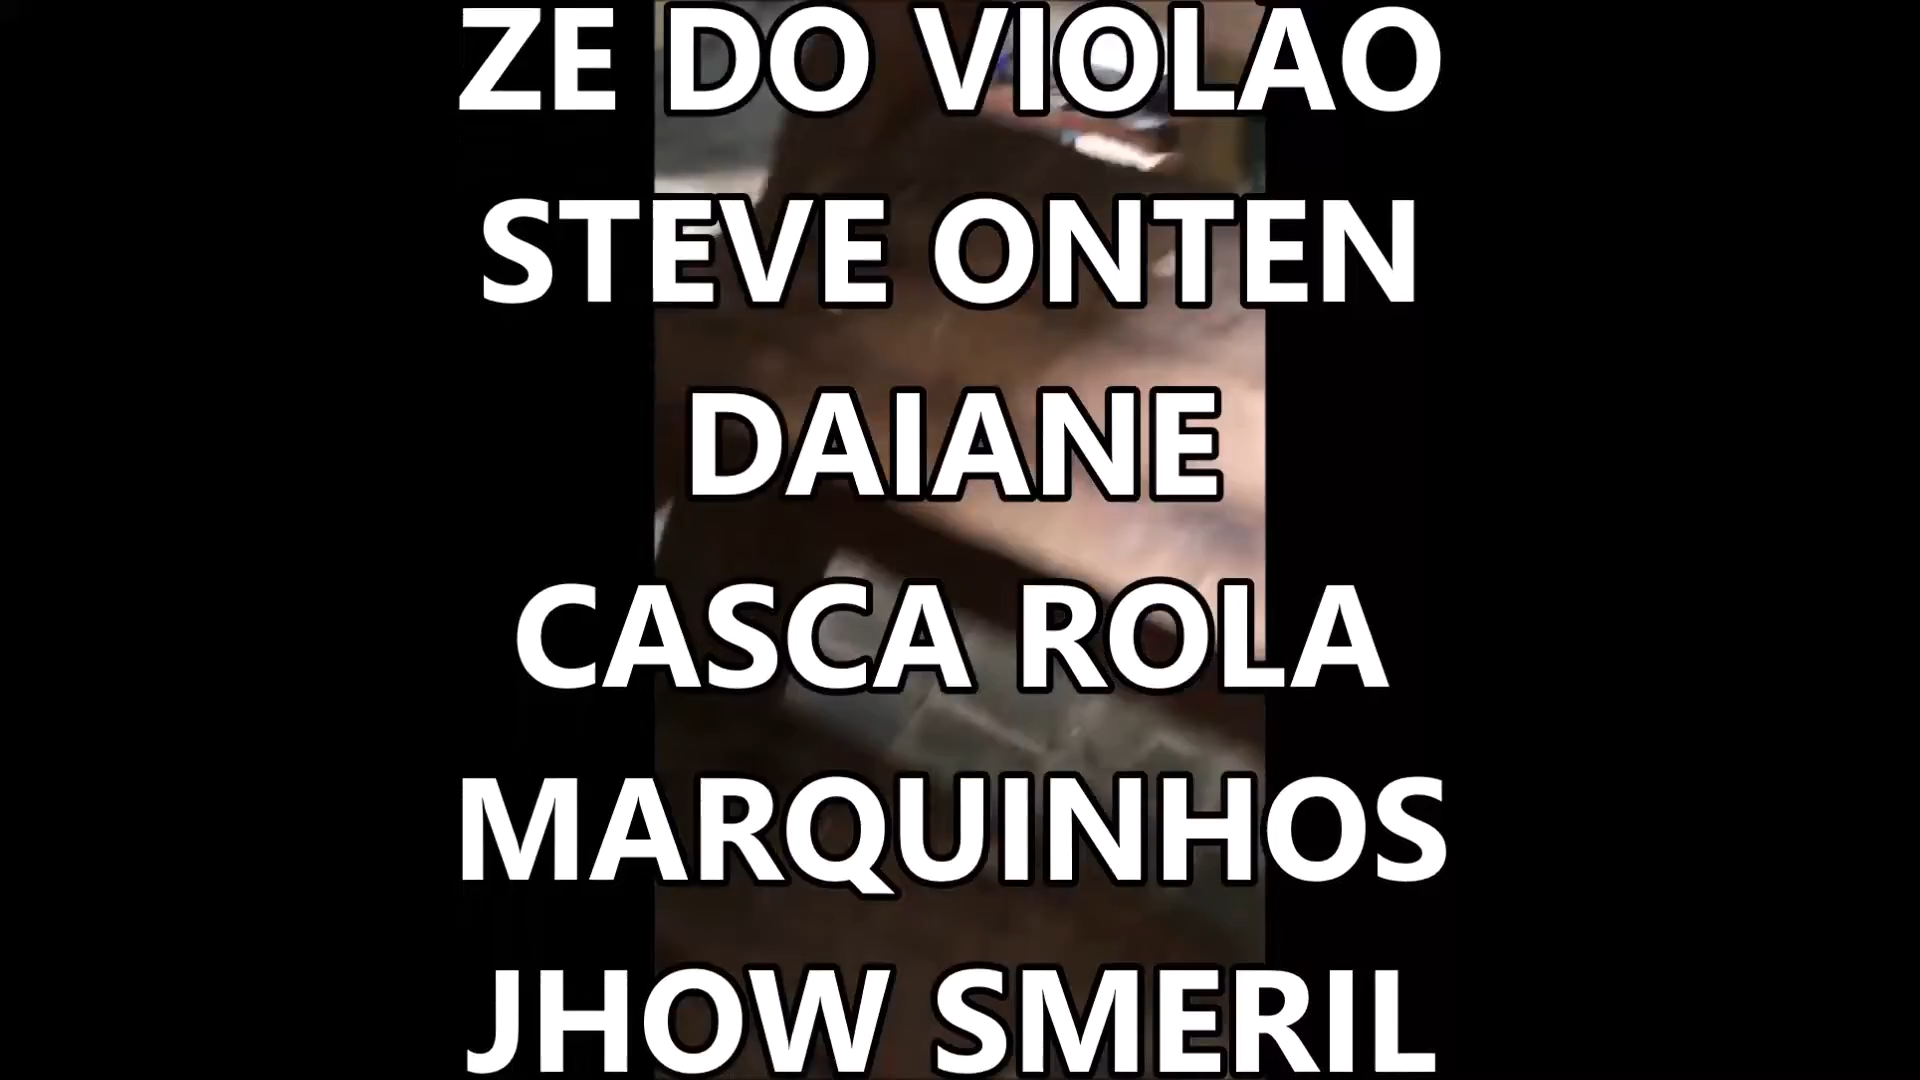 ZE DO VIOLAO
STEVE ONTEN
DAIANE
CASCA ROLA
MARQUINHOS
JHOW SMERIL